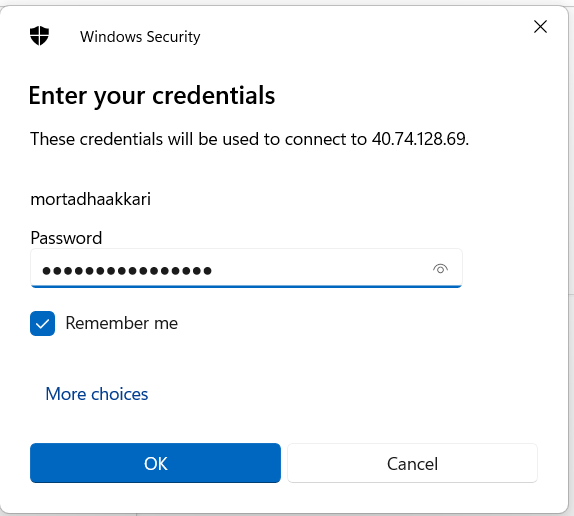 Windows Security
Enter your credentials
These credentials will be used to connect to 40.74.128.69.
mortadhaakkari
Password
●●●●●●●●●●●●●●●●
Remember me
More choices
OK
Cancel